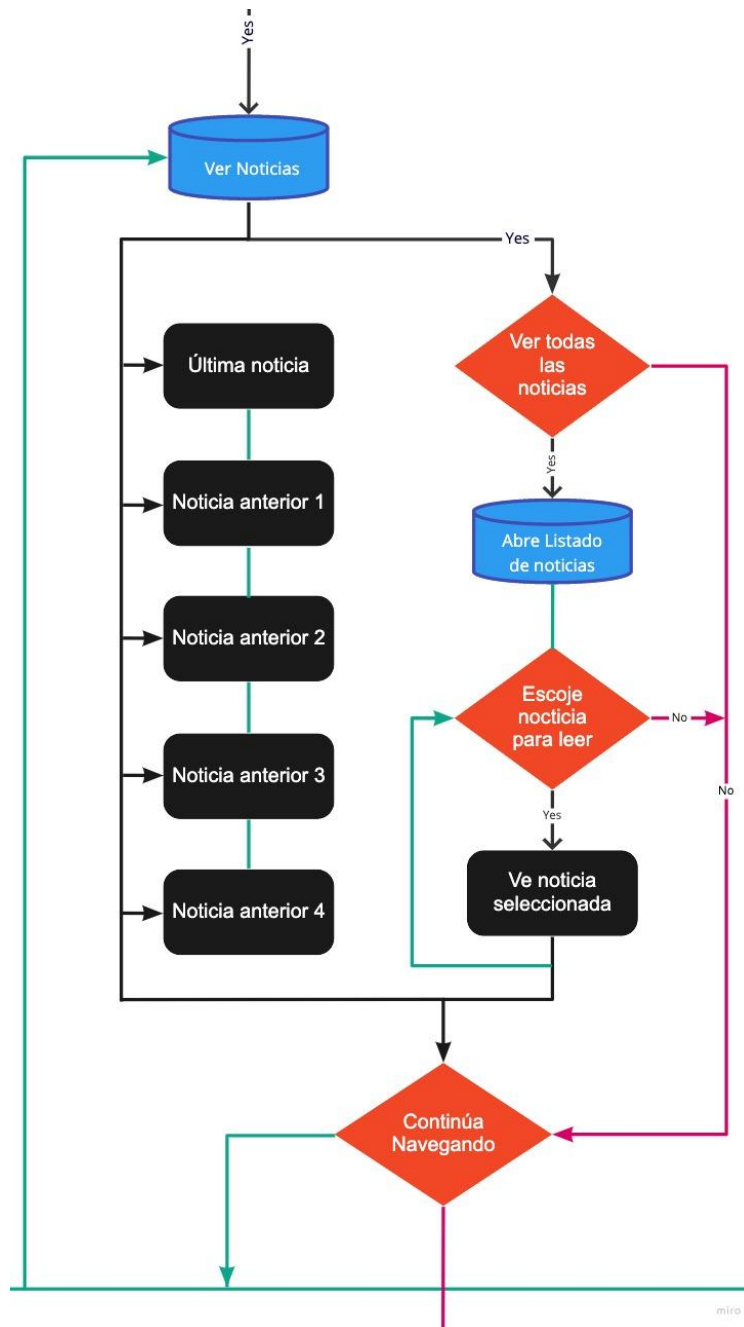 Yes
Ver Noticias
Yes
Ver todas
las
noticias
Última noticia
Yes
Noticia anterior 1
Abre Listado
de noticias
Noticia anterior 2
Escoje
nocticia
para leer
No
Noticia anterior 3
No
Yes
Ve noticia
seleccionada
Noticia anterior 4
Continúa
Navegando
miro